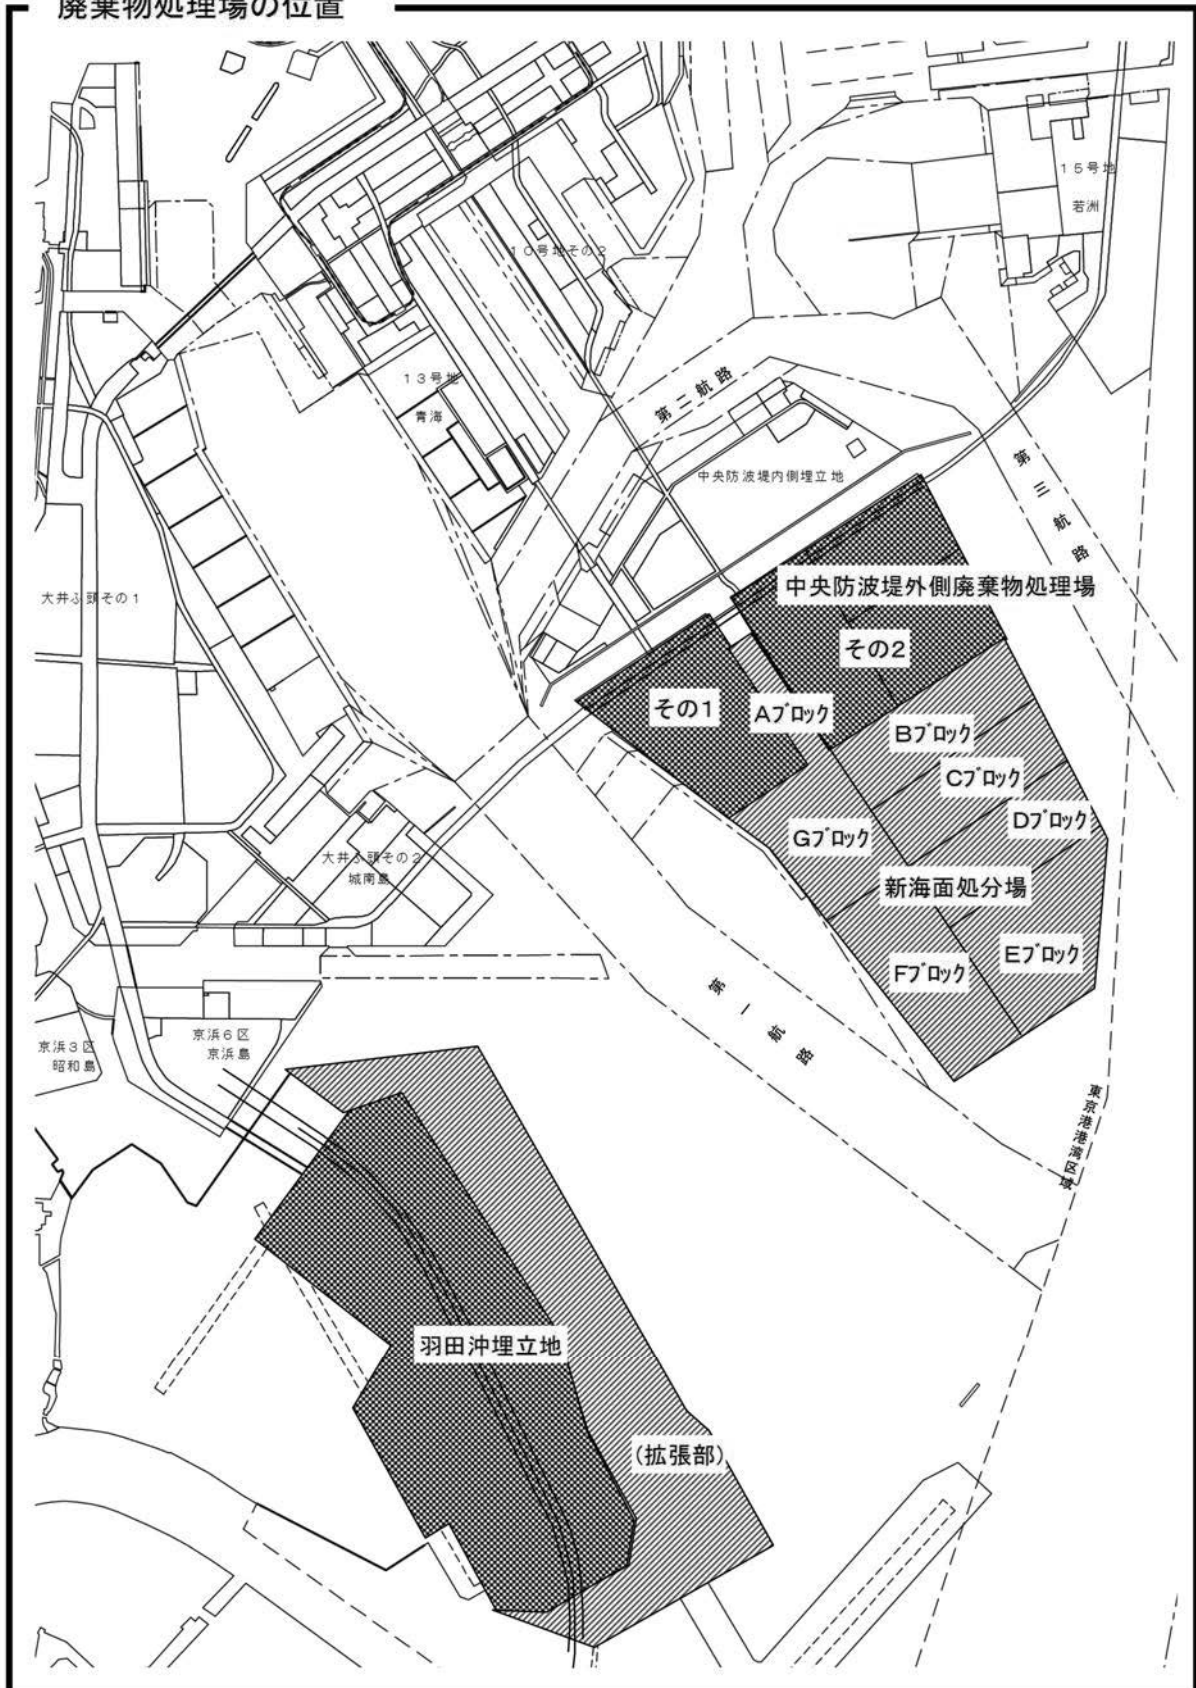 廃棄物処理場の位置
15号地
若洲
10号地その2
13号地
青海
第二航路
中央防波堤内側埋立地
第三航路
大井ふ頭その1
中央防波堤外側廃棄物処理場
その2
その1
Aブロック
Bブロック
Cブロック
Dブロック
Gブロック
大井ふ頭その2
城南島
新海面処分場
Eブロック
Fブロック
第一航路
京浜6区
京浜島
京浜3区
昭和島
東京港港湾区域
羽田沖埋立地
(拡張部)